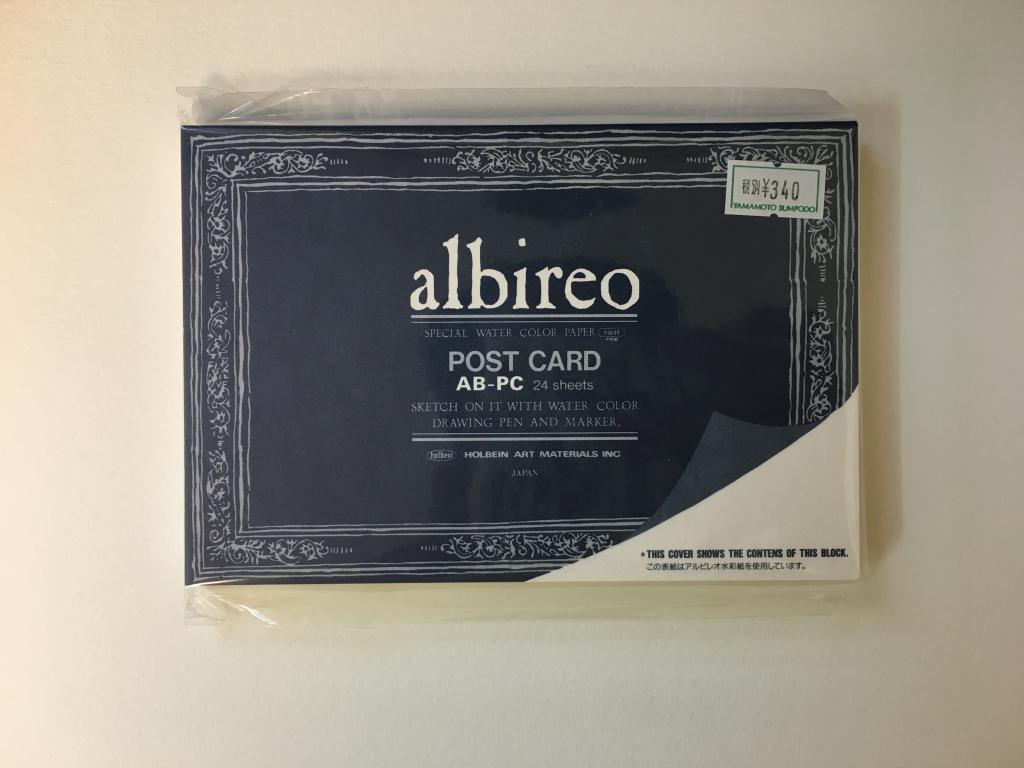 税別¥340
YAMAMOTO BUMPODO
albireo
SPECIAL WATER COLOR PAPER
POST CARD
AB-PC 24 sheets
SKETCH ON IT WITH WATER COLOR
DRAWING PEN AND MARKER.
holbein HOLBEIN ART MATERIALS INC
JAPAN
*THIS COVER SHOWS THE CONTENS OF THIS BLOCK.
この表紙はアルビレオ水彩紙を使用しています。